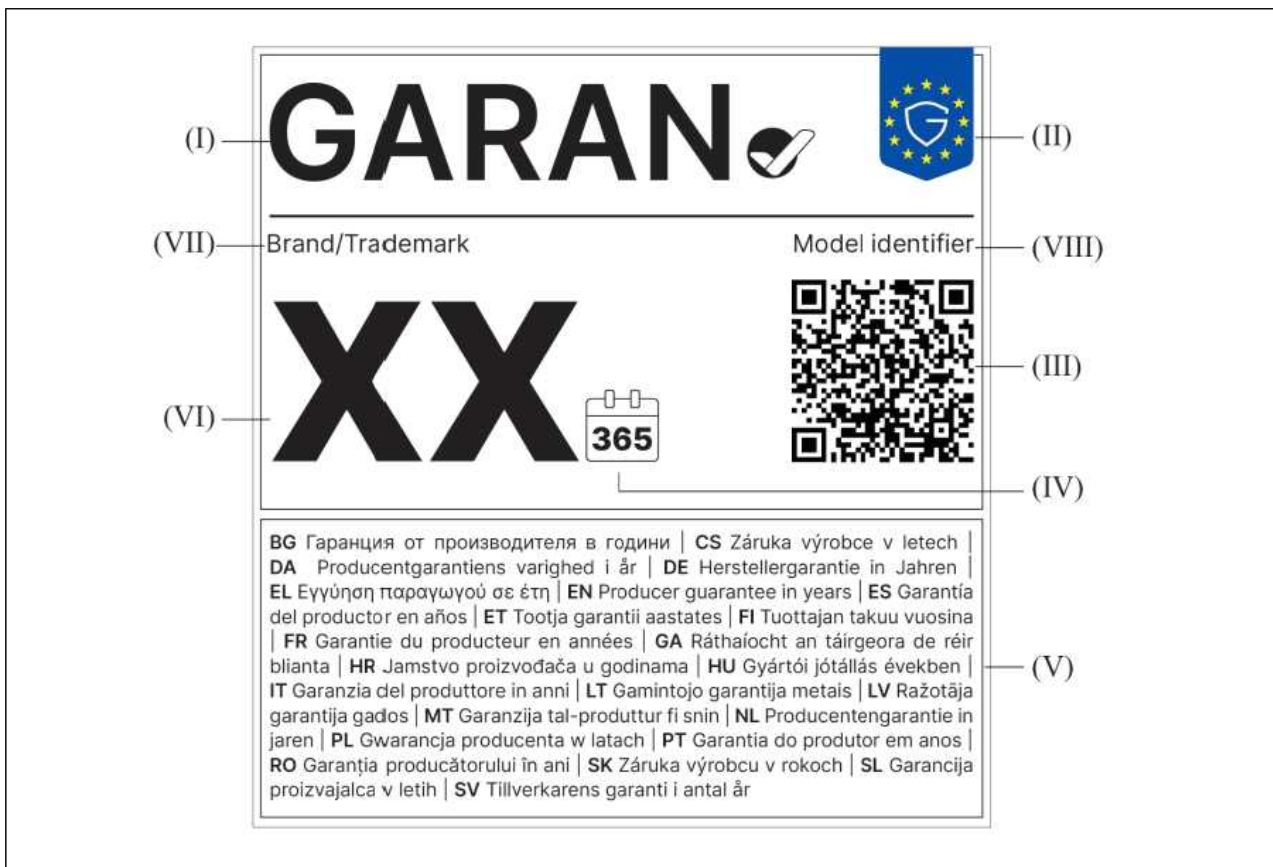 GARAN
(I)
(II)
(VII)
Brand/Trademark
Model identifier
(VIII)
XX
365
(III)
(VI)
(IV)
BG Гаранция от производителя в години | CS Záruka výrobce v letech |
DA Producentgarantiens varighed i år | DE Herstellergarantie in Jahren |
EL Εγγύηση παραγωγού σε έτη | EN Producer guarantee in years | ES Garantía
del productor en años | ET Tootja garantii aastates | FI Tuottajan takuu vuosina
| FR Garantie du producteur en années | GA Ráthaíocht an táirgeora de réir
blianta | HR Jamstvo proizvođača u godinama | HU Gyártói jótállás években |
IT Garanzia del produttore in anni | LT Gamintojo garantija metais | LV Ražotāja
garantija gados | MT Garanzija tal-produttur fi snin | NL Producentengarantie in
jaren | PL Gwarancja producenta w latach | PT Garantia do produtor em anos |
RO Garanția producătorului în ani | SK Záruka výrobcu v rokoch | SL Garancija
proizvajalca v letih | SV Tillverkarens garanti i antal år
(V)